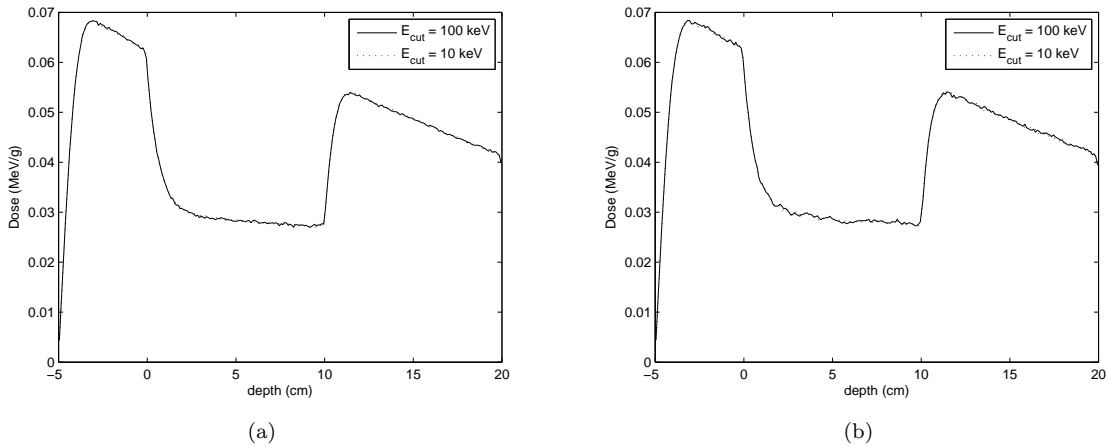 0.07
0.06
0.05
0.04
0.03
0.02
0.01
0
Dose (MeV/g)
E_cut = 100 keV
E_cut = 10 keV
−5 0 5 10 15 20
depth (cm)
(a)
0.07
0.06
0.05
0.04
0.03
0.02
0.01
0
Dose (MeV/g)
E_cut = 100 keV
E_cut = 10 keV
−5 0 5 10 15 20
depth (cm)
(b)